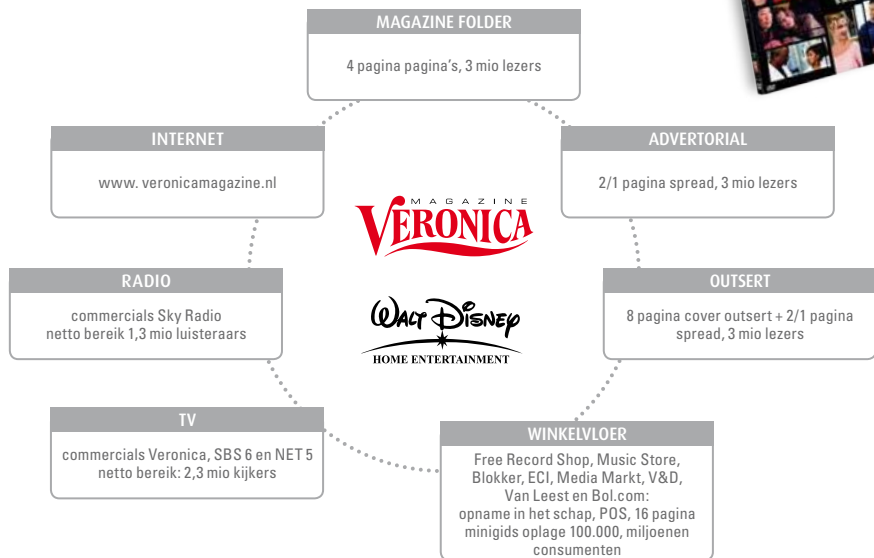 MAGAZINE FOLDER
4 pagina pagina's, 3 mio lezers
INTERNET
www. veronicamagazine.nl
ADVERTORIAL
2/1 pagina spread, 3 mio lezers
MAGAZINE
VERONICA
RADIO
commercials Sky Radio
netto bereik 1,3 mio luisteraars
WALT DISNEY
HOME ENTERTAINMENT
OUTSERT
8 pagina cover outsert + 2/1 pagina
spread, 3 mio lezers
TV
commercials Veronica, SBS 6 en NET 5
netto bereik: 2,3 mio kijkers
WINKELVLOER
Free Record Shop, Music Store,
Blokker, ECI, Media Markt, V&D,
Van Leest en Bol.com:
opname in het schap, POS, 16 pagina
minigids oplage 100.000, miljoenen
consumenten